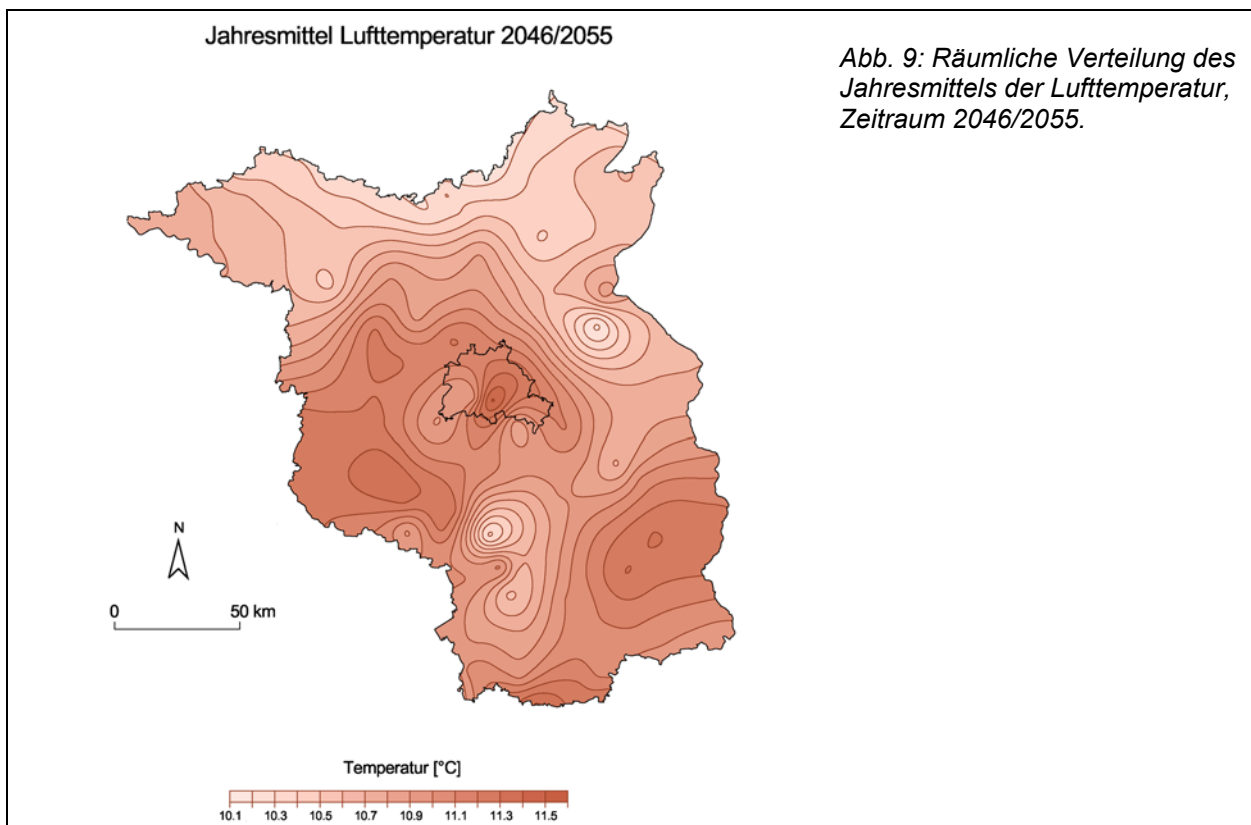 Jahresmittel Lufttemperatur 2046/2055
Abb. 9: Räumliche Verteilung des
Jahresmittels der Lufttemperatur,
Zeitraum 2046/2055.
N
0 50 km
Temperatur [°C]
10.1 10.3 10.5 10.7 10.9 11.1 11.3 11.5